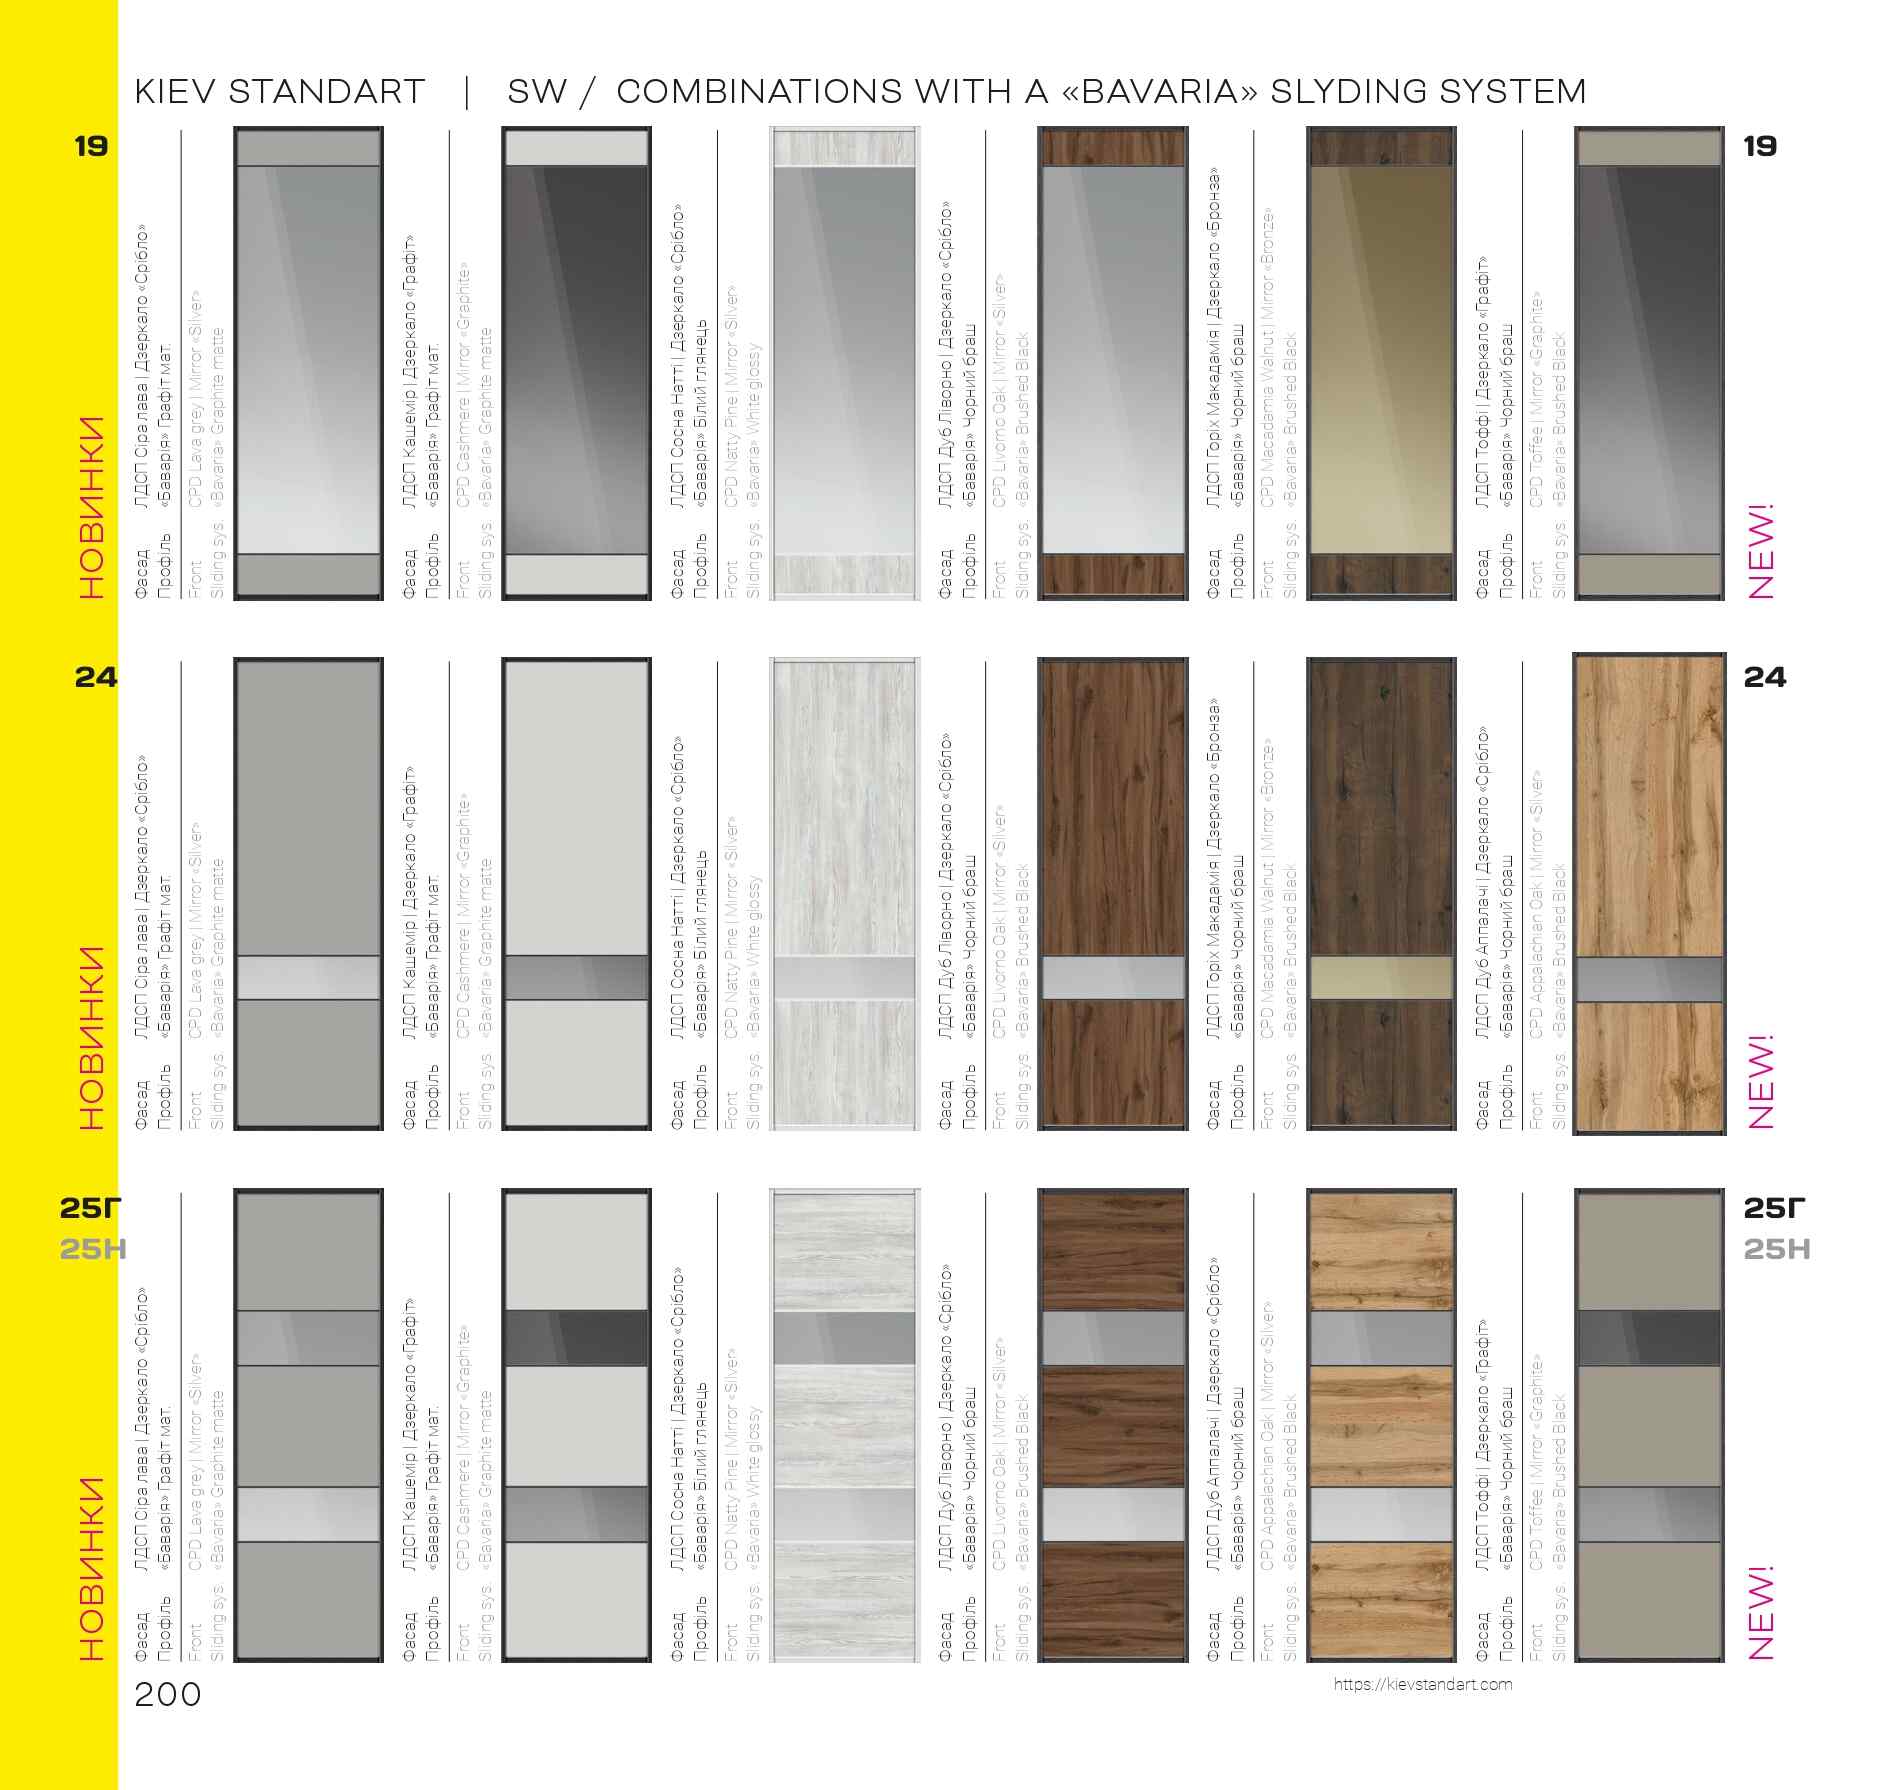 KIEV STANDART | SW / COMBINATIONS WITH A «BAVARIA» SLYDING SYSTEM
19
НОВИНКИ
Фасад ЛДСП Сіра лава | Дзеркало «Срібло»
Профіль «Баварія» Графіт мат.
Front CPD Lava grey | Mirror «Silver»
Sliding sys. «Bavaria» Graphite matte
Фасад ЛДСП Кашемір | Дзеркало «Графіт»
Профіль «Баварія» Графіт мат.
Front CPD Cashmere | Mirror «Graphite»
Sliding sys. «Bavaria» Graphite matte
Фасад ЛДСП Сосна Натті | Дзеркало «Срібло»
Профіль «Баварія» Білий глянець
Front CPD Natty Pine | Mirror «Silver»
Sliding sys. «Bavaria» White glossy
Фасад ЛДСП Дуб Ліворно | Дзеркало «Срібло»
Профіль «Баварія» Чорний браш
Front CPD Livorno Oak | Mirror «Silver»
Sliding sys. «Bavaria» Brushed Black
Фасад ЛДСП Горіх Макадамія | Дзеркало «Бронза»
Профіль «Баварія» Чорний браш
Front CPD Macadamia Walnut | Mirror «Bronze»
Sliding sys. «Bavaria» Brushed Black
Фасад ЛДСП Тоффі | Дзеркало «Графіт»
Профіль «Баварія» Чорний браш
Front CPD Toffee | Mirror «Graphite»
Sliding sys. «Bavaria» Brushed Black
19
NEW!
24
НОВИНКИ
Фасад ЛДСП Сіра лава | Дзеркало «Срібло»
Профіль «Баварія» Графіт мат.
Front CPD Lava grey | Mirror «Silver»
Sliding sys. «Bavaria» Graphite matte
Фасад ЛДСП Кашемір | Дзеркало «Графіт»
Профіль «Баварія» Графіт мат.
Front CPD Cashmere | Mirror «Graphite»
Sliding sys. «Bavaria» Graphite matte
Фасад ЛДСП Сосна Натті | Дзеркало «Срібло»
Профіль «Баварія» Білий глянець
Front CPD Natty Pine | Mirror «Silver»
Sliding sys. «Bavaria» White glossy
Фасад ЛДСП Дуб Ліворно | Дзеркало «Срібло»
Профіль «Баварія» Чорний браш
Front CPD Livorno Oak | Mirror «Silver»
Sliding sys. «Bavaria» Brushed Black
Фасад ЛДСП Горіх Макадамія | Дзеркало «Бронза»
Профіль «Баварія» Чорний браш
Front CPD Macadamia Walnut | Mirror «Bronze»
Sliding sys. «Bavaria» Brushed Black
Фасад ЛДСП Дуб Аппалачі | Дзеркало «Срібло»
Профіль «Баварія» Чорний браш
Front CPD Appalachian Oak | Mirror «Silver»
Sliding sys. «Bavaria» Brushed Black
24
NEW!
25Г
25H
НОВИНКИ
Фасад ЛДСП Сіра лава | Дзеркало «Срібло»
Профіль «Баварія» Графіт мат.
Front CPD Lava grey | Mirror «Silver»
Sliding sys. «Bavaria» Graphite matte
Фасад ЛДСП Кашемір | Дзеркало «Графіт»
Профіль «Баварія» Графіт мат.
Front CPD Cashmere | Mirror «Graphite»
Sliding sys. «Bavaria» Graphite matte
Фасад ЛДСП Сосна Натті | Дзеркало «Срібло»
Профіль «Баварія» Білий глянець
Front CPD Natty Pine | Mirror «Silver»
Sliding sys. «Bavaria» White glossy
Фасад ЛДСП Дуб Ліворно | Дзеркало «Срібло»
Профіль «Баварія» Чорний браш
Front CPD Livorno Oak | Mirror «Silver»
Sliding sys. «Bavaria» Brushed Black
Фасад ЛДСП Дуб Аппалачі | Дзеркало «Срібло»
Профіль «Баварія» Чорний браш
Front CPD Appalachian Oak | Mirror «Silver»
Sliding sys. «Bavaria» Brushed Black
Фасад ЛДСП Тоффі | Дзеркало «Графіт»
Профіль «Баварія» Чорний браш
Front CPD Toffee | Mirror «Graphite»
Sliding sys. «Bavaria» Brushed Black
25Г
25H
NEW!
200
https://kievstandart.com